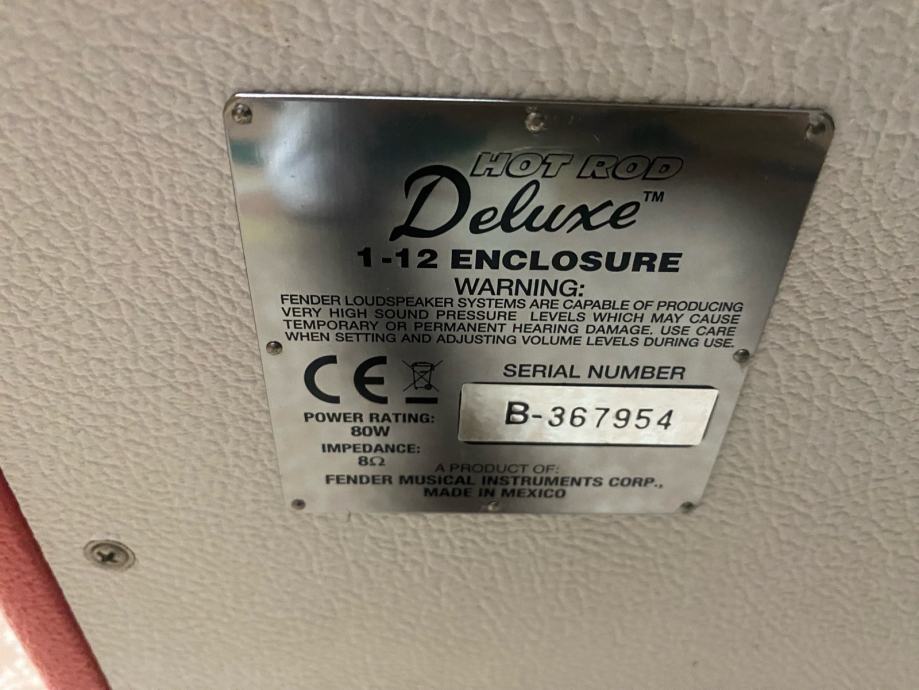 HOT ROD
Deluxe™
1-12 ENCLOSURE
WARNING:
FENDER LOUDSPEAKER SYSTEMS ARE CAPABLE OF PRODUCING
VERY HIGH SOUND PRESSURE LEVELS WHICH MAY CAUSE
TEMPORARY OR PERMANENT HEARING DAMAGE. USE CARE
WHEN SETTING AND ADJUSTING VOLUME LEVELS DURING USE.
CE
POWER RATING:
80W
IMPEDANCE:
8Ω
SERIAL NUMBER
B-367954
A PRODUCT OF:
FENDER MUSICAL INSTRUMENTS CORP.,
MADE IN MEXICO